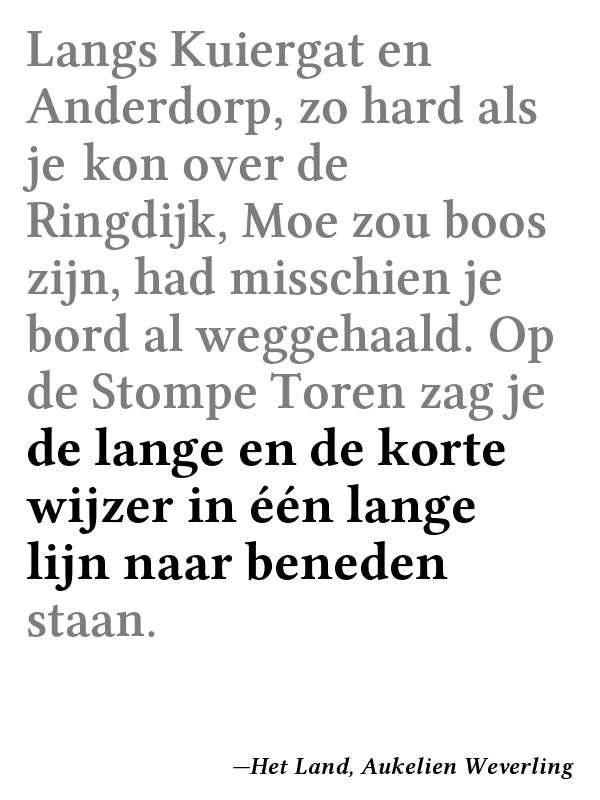 Langs Kuiergat en
Anderdorp, zo hard als
je kon over de
Ringdijk, Moe zou boos
zijn, had misschien je
bord al weggehaald. Op
de Stompe Toren zag je
de lange en de korte
wijzer in één lange
lijn naar beneden
staan.
—Het Land, Aukelien Weverling